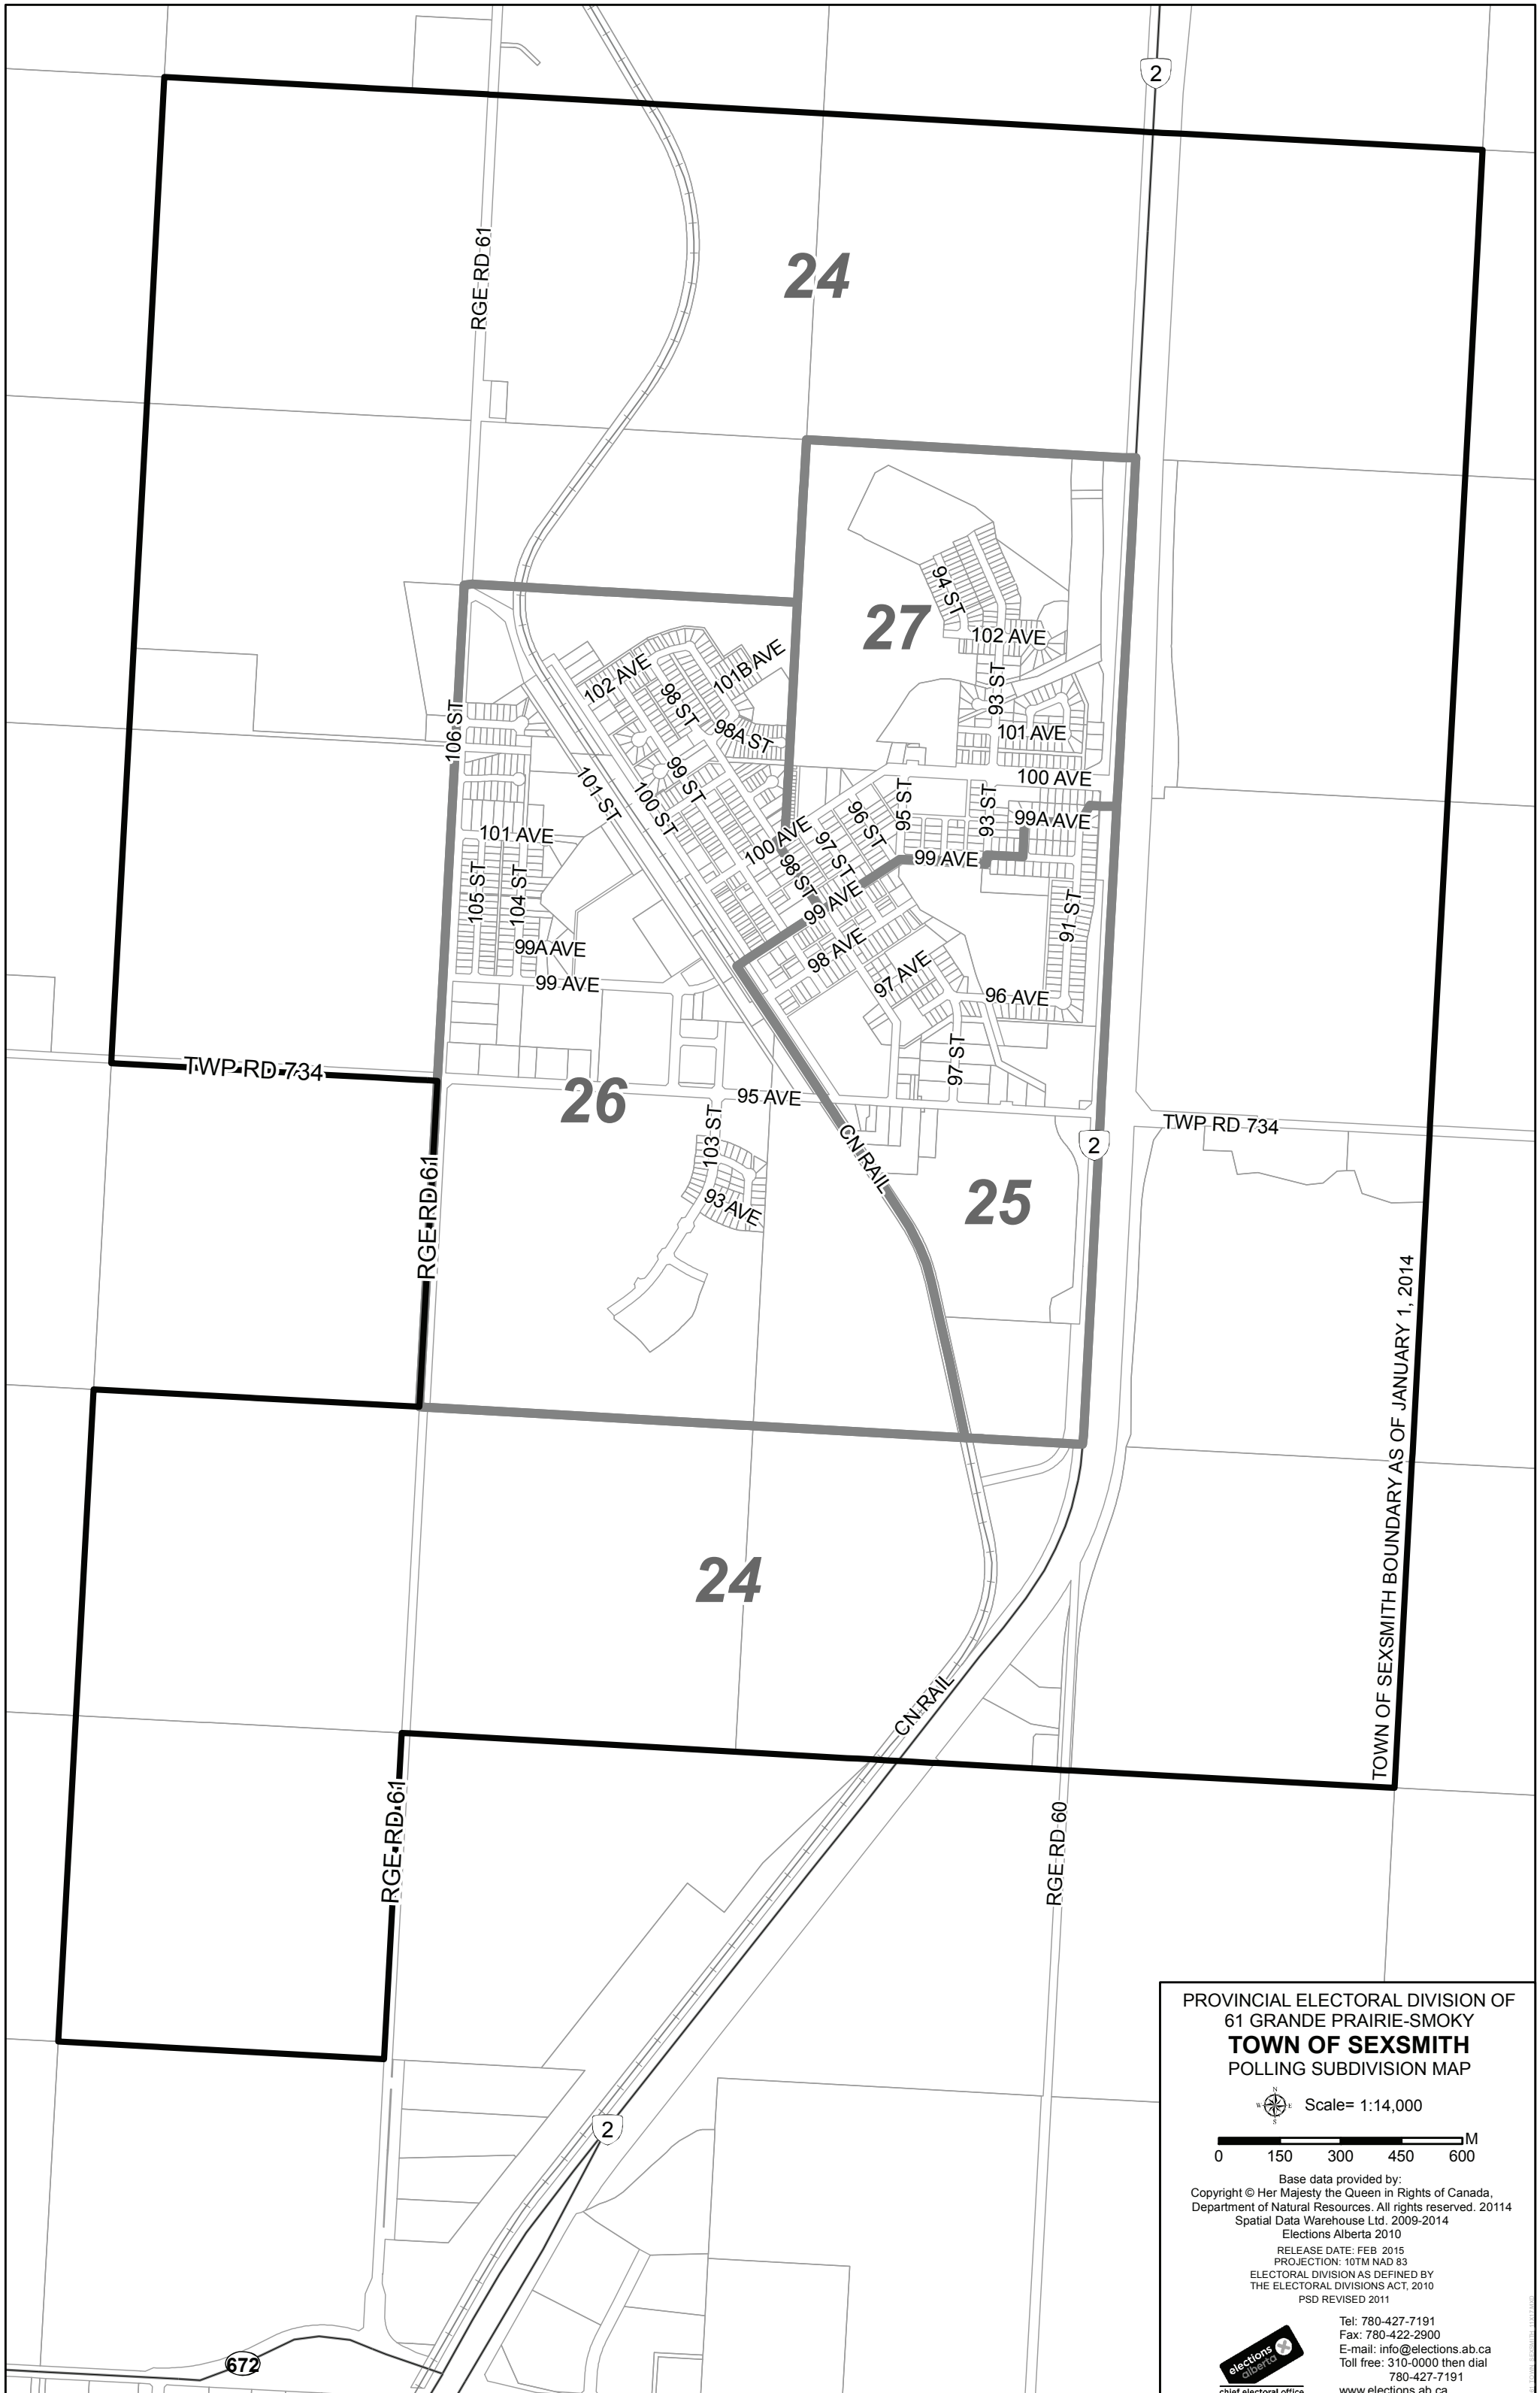 2
RGE RD 61
24
27
94 ST
102 AVE
93 ST
101 AVE
100 AVE
102 AVE
98 ST
101B AVE
98A ST
106 ST
99 ST
101 ST
100 ST
100 AVE
96 ST
95 ST
93 ST
99A AVE
97 ST
98 ST
99 AVE
99 AVE
101 AVE
105 ST
104 ST
99A AVE
99 AVE
98 AVE
97 AVE
91 ST
96 AVE
97 ST
TWP RD 734
26
95 AVE
103 ST
93 AVE
CN RAIL
2
TWP RD 734
25
RGE RD 61
TOWN OF SEXSMITH BOUNDARY AS OF JANUARY 1, 2014
24
CN RAIL
RGE RD 61
RGE RD 60
2
672
PROVINCIAL ELECTORAL DIVISION OF
61 GRANDE PRAIRIE-SMOKY
TOWN OF SEXSMITH
POLLING SUBDIVISION MAP
N
W E
S
Scale= 1:14,000
M
0 150 300 450 600
Base data provided by:
Copyright © Her Majesty the Queen in Rights of Canada,
Department of Natural Resources. All rights reserved. 20114
Spatial Data Warehouse Ltd. 2009-2014
Elections Alberta 2010
RELEASE DATE: FEB 2015
PROJECTION: 10TM NAD 83
ELECTORAL DIVISION AS DEFINED BY
THE ELECTORAL DIVISIONS ACT, 2010
PSD REVISED 2011
elections
alberta
chief electoral office
Tel: 780-427-7191
Fax: 780-422-2900
E-mail: info@elections.ab.ca
Toll free: 310-0000 then dial
780-427-7191
www.elections.ab.ca